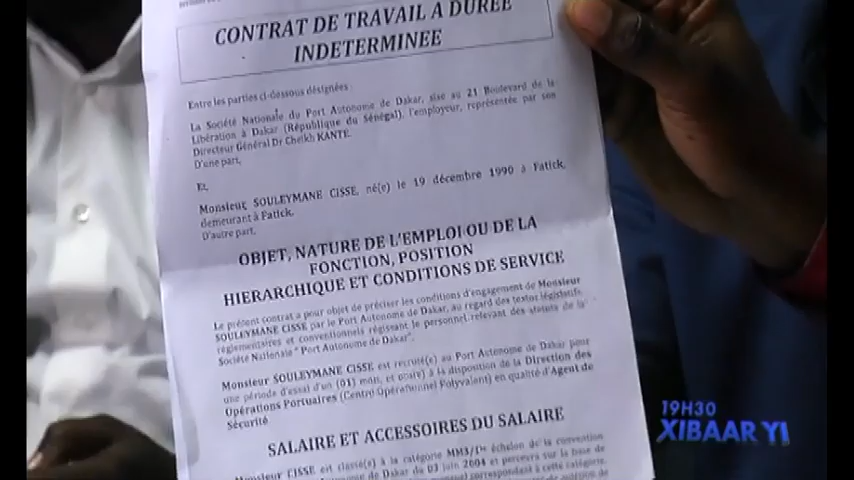 CONTRAT DE TRAVAIL A DUREE
INDETERMINEE
Entre les parties ci-dessous désignées :
La Société Nationale du Port Autonome de Dakar, sise au 21 Boulevard de la
Libération à Dakar (République du Sénégal), l'employeur, représentée par son
Directeur Général Dr Cheikh KANTE.
D'une part,
Et,
Monsieur SOULEYMANE CISSE, né(e) le 19 décembre 1990 à Fatick,
demeurant à Fatick,
D'autre part,
OBJET, NATURE DE L'EMPLOI OU DE LA
FONCTION, POSITION
HIERARCHIQUE ET CONDITIONS DE SERVICE
Le présent contrat a pour objet de préciser les conditions d'engagement de Monsieur
SOULEYMANE CISSE par le Port Autonome de Dakar, au regard des textes législatifs,
réglementaires et conventionnels régissant le personnel relevant des statuts de la
Société Nationale "Port Autonome de Dakar".
Monsieur SOULEYMANE CISSE est recruté(e) au Port Autonome de Dakar pour
une période d'essai d'un (01) mois, et mis(e) à la disposition de la Direction des
Opérations Portuaires (Centre Opérationnel Polyvalent) en qualité d'Agent de
Sécurité
SALAIRE ET ACCESSOIRES DU SALAIRE
Monsieur CISSE est classé(e) à la catégorie MM3/ échelon de la convention
Autonome de Dakar du 03 juin 2004 et percevra sur la base de
correspondant à cette catégorie.
19H30
XIBAAR YI